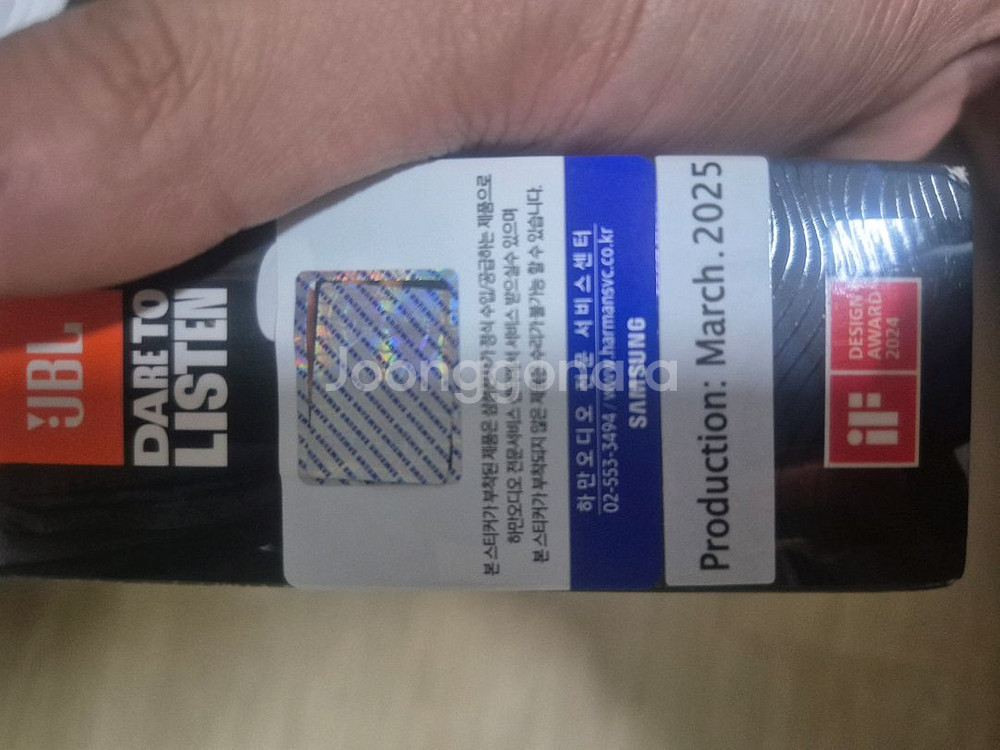 JBL
DARE TO
LISTEN
본 스티커가 부착된 제품은 삼성전자가 정식 수입/공급하는 제품으로
하만오디오 전문서비스센터에서 서비스 받으실수 있으며
본 스티커가 부착되지 않은 제품은 수리가 불가능 할 수 있습니다.
하만오디오 전문 서비스센터
02-553-3494 / www.harmansvc.co.kr
SAMSUNG
Production: March.2025
iF
DESIGN
AWARD
2024
Joonggonara